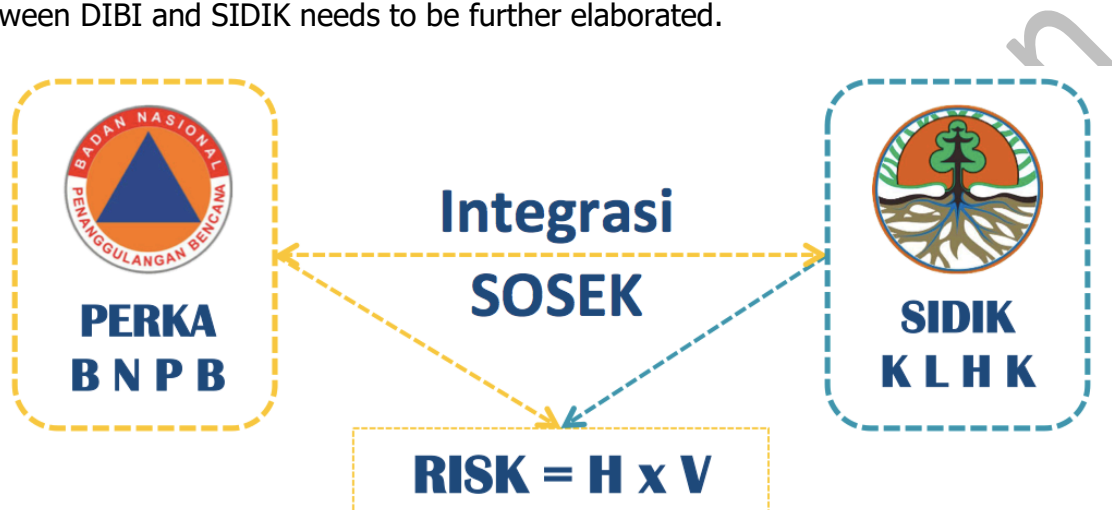 ween DIBI and SIDIK needs to be further elaborated.
BADAN NASIONAL
PENANGGULANGAN BENCANA
PERKA
B N P B
Integrasi
SOSEK
SIDIK
K L H K
RISK = H x V